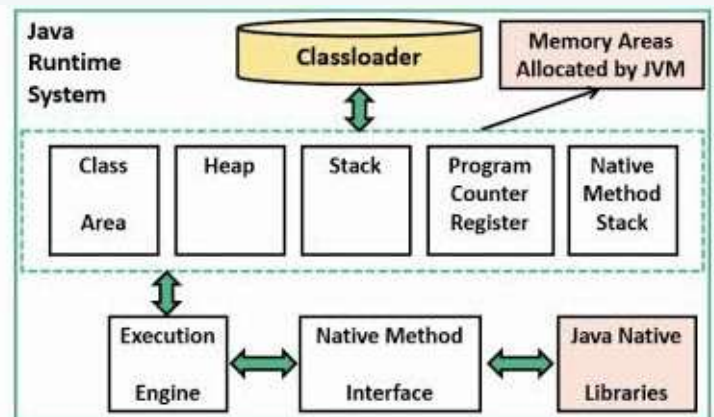 Java
Runtime
System
Classloader
Memory Areas
Allocated by JVM
Class
Area
Heap
Stack
Program
Counter
Register
Native
Method
Stack
Execution
Engine
Native Method
Interface
Java Native
Libraries